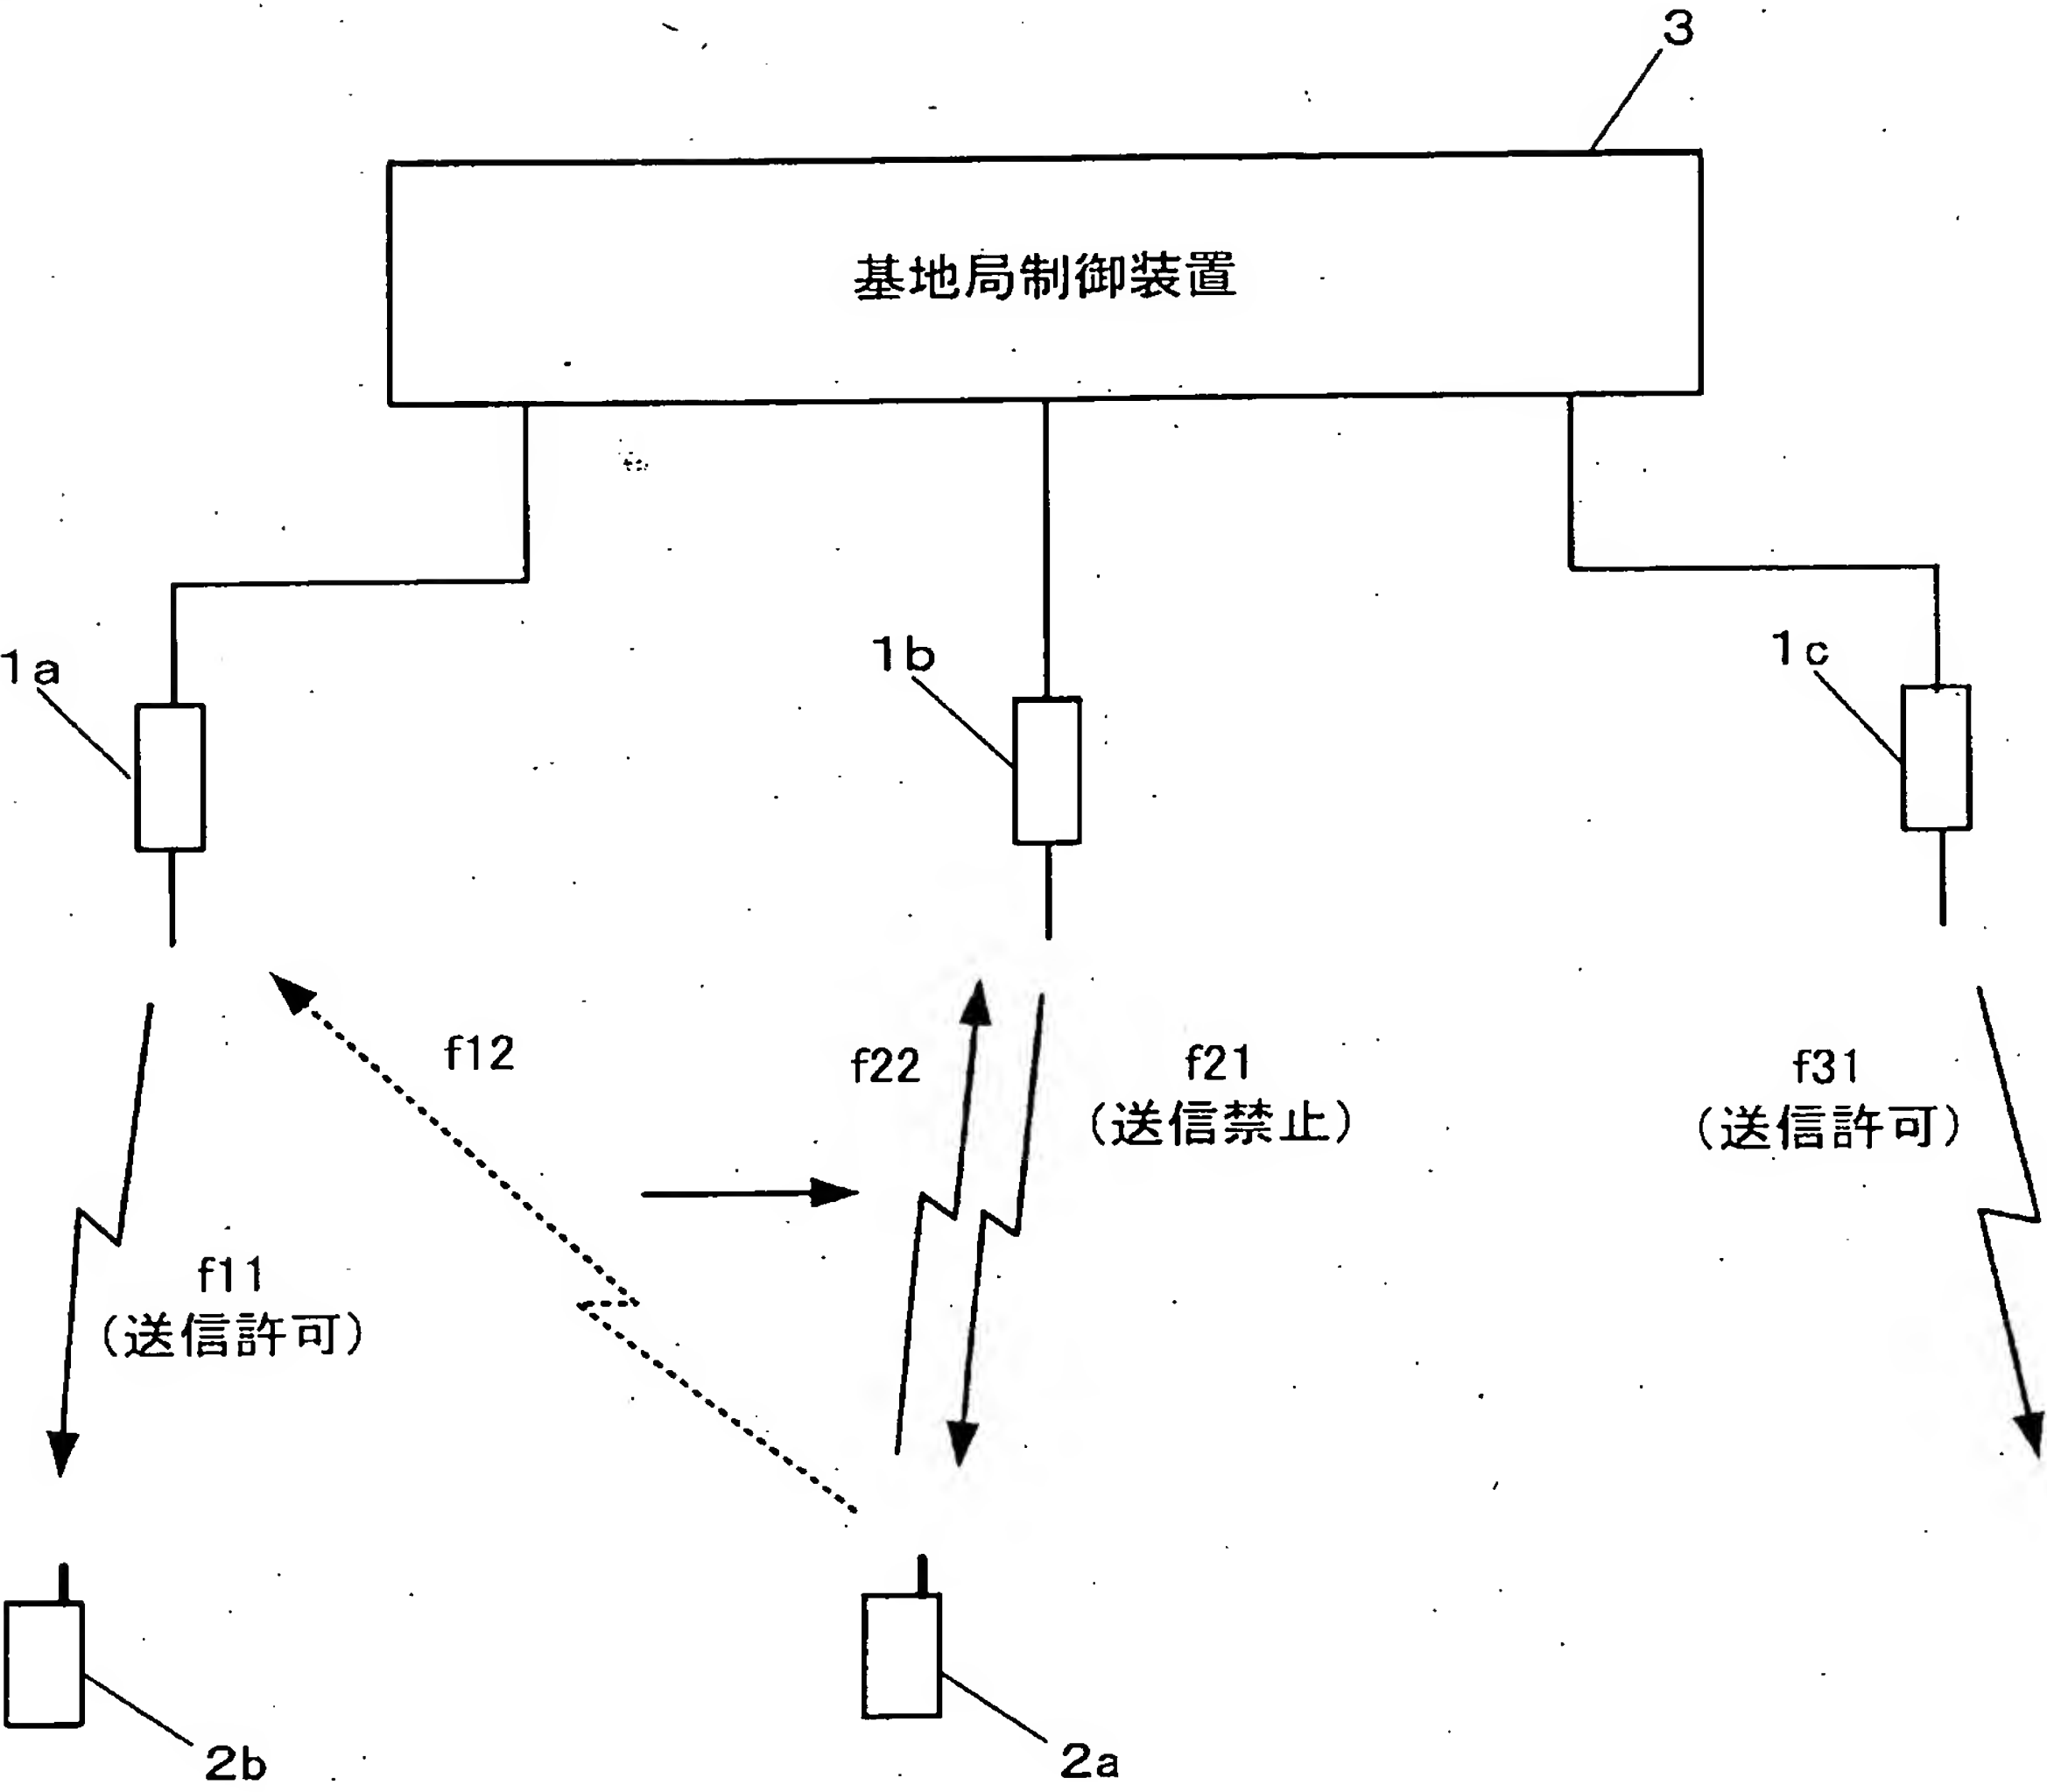 3
基地局制御装置
1a
1b
1c
f12
f22
f21
(送信禁止)
f31
(送信許可)
f11
(送信許可)
2b
2a